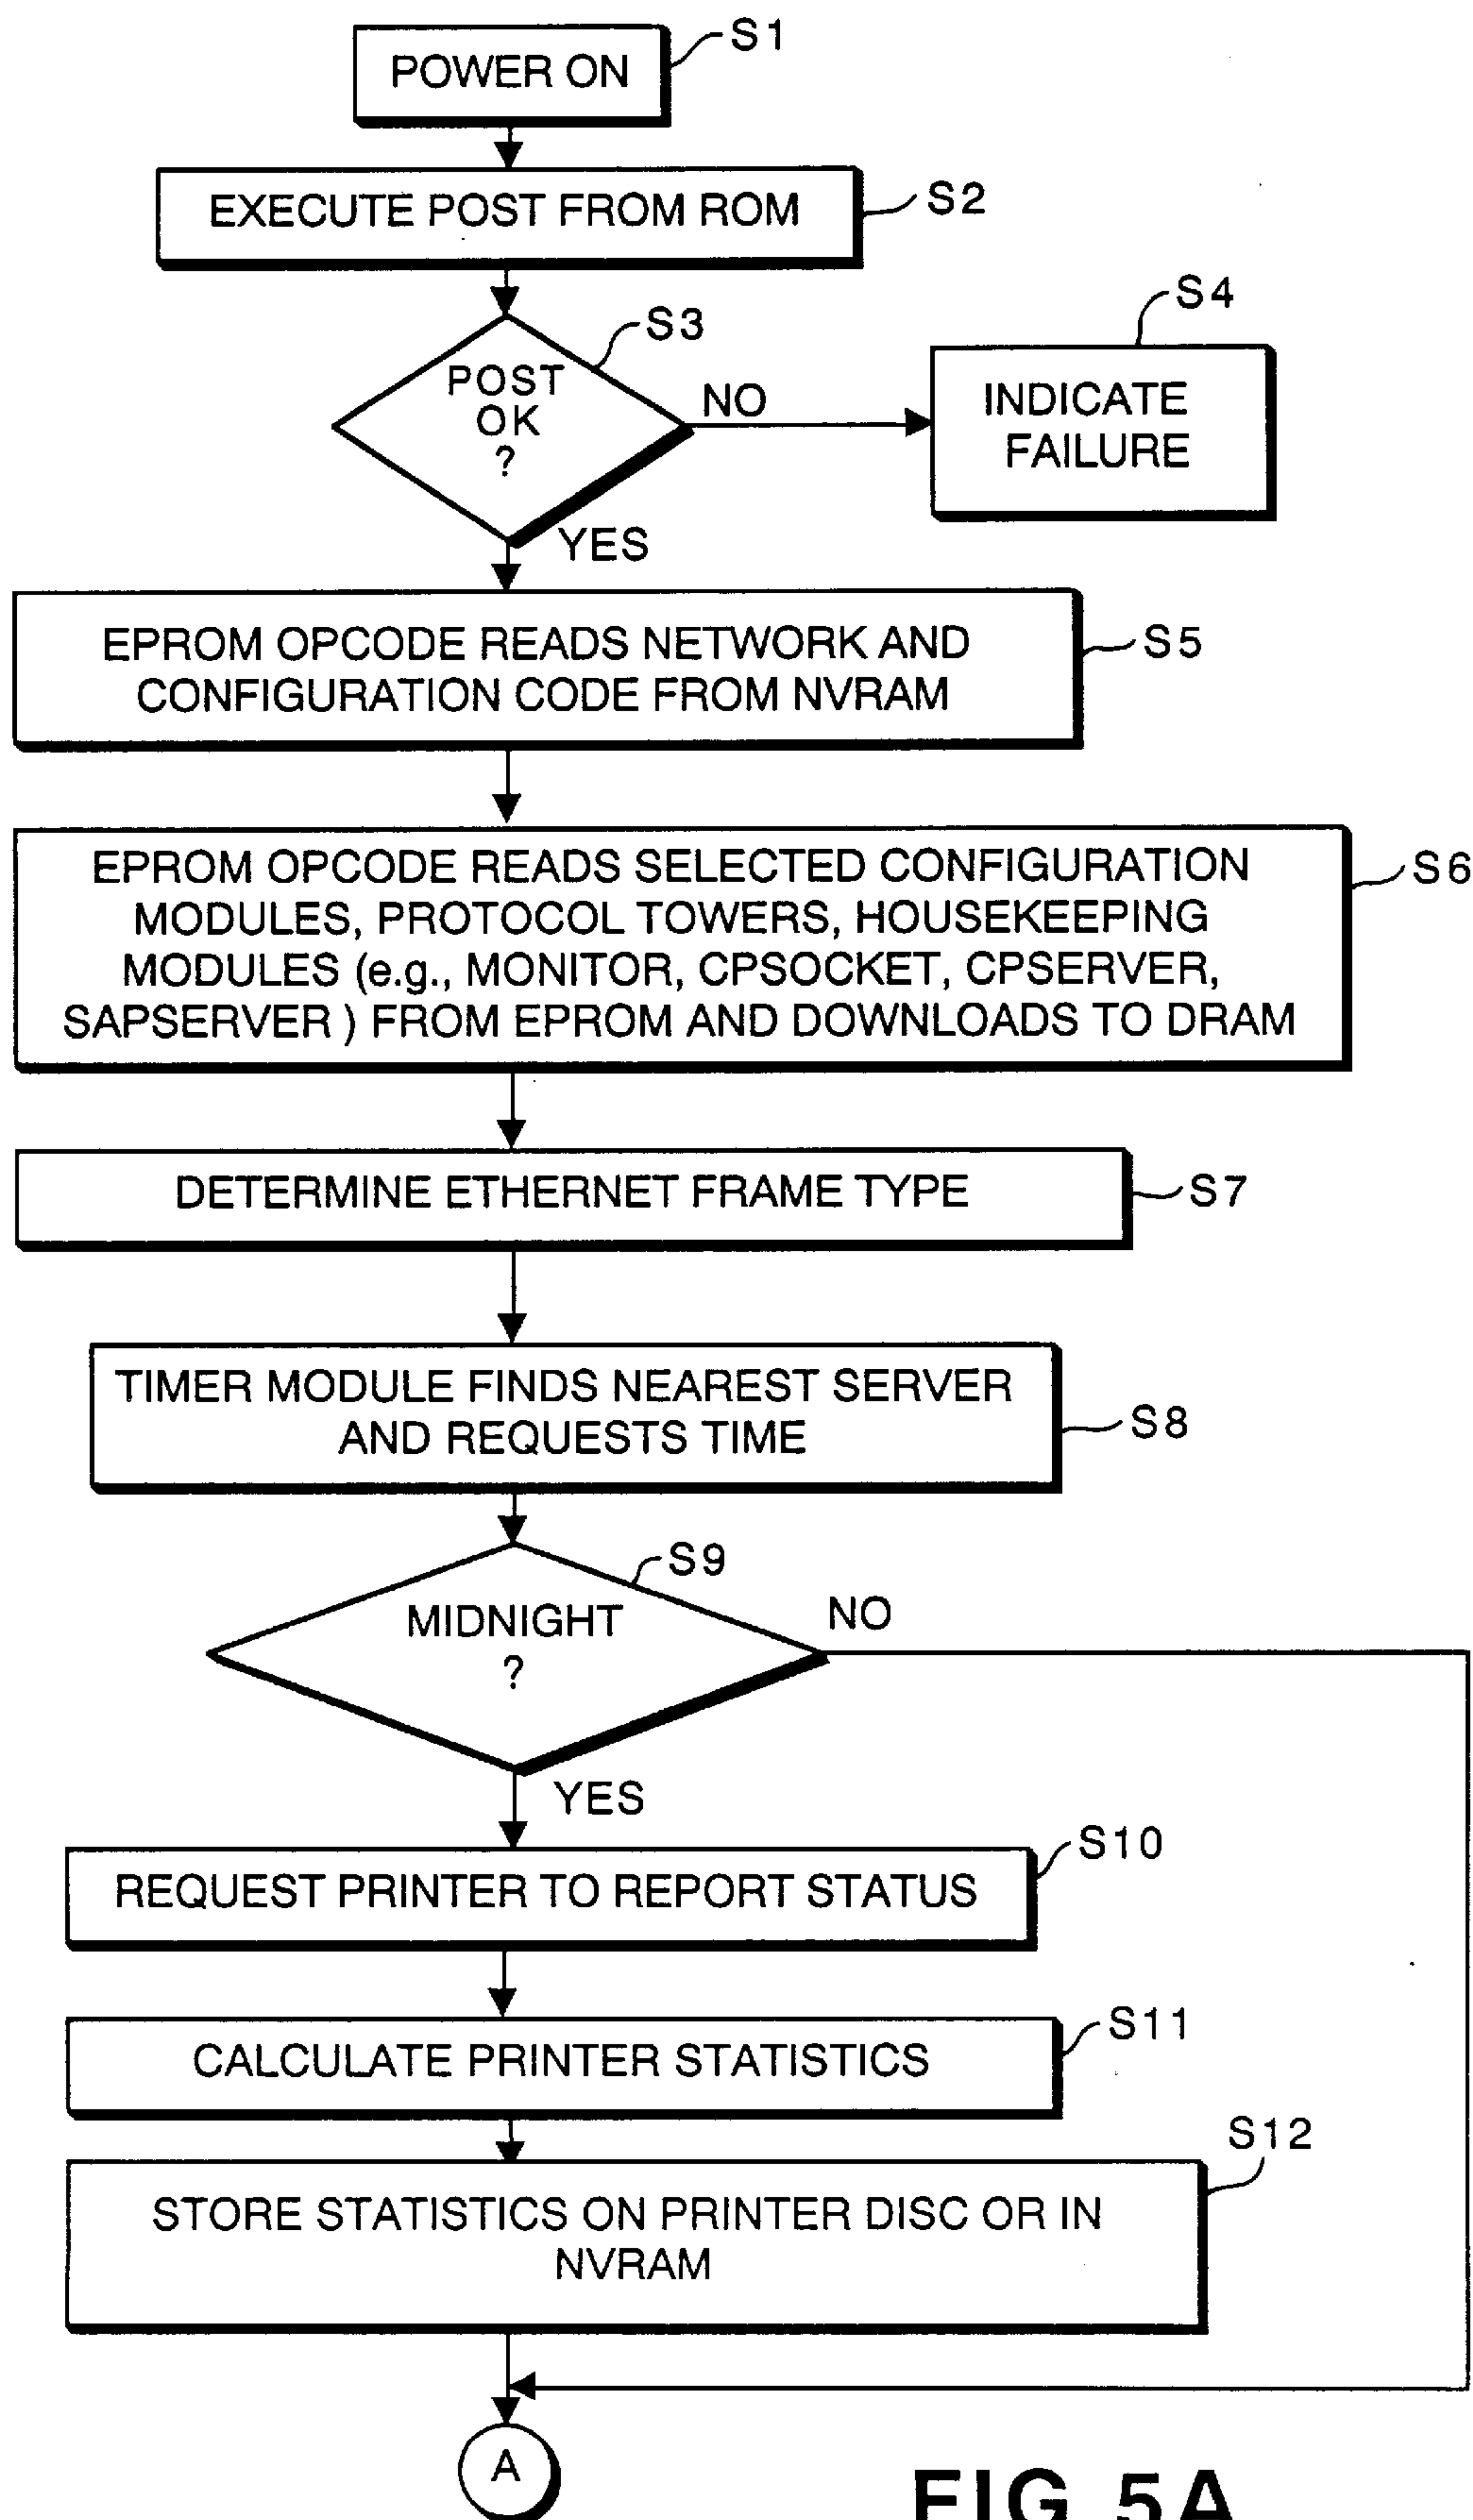 POWER ON
S1
EXECUTE POST FROM ROM
S2
POST
OK
?
S3
NO
INDICATE
FAILURE
S4
YES
EPROM OPCODE READS NETWORK AND
CONFIGURATION CODE FROM NVRAM
S5
EPROM OPCODE READS SELECTED CONFIGURATION
MODULES, PROTOCOL TOWERS, HOUSEKEEPING
MODULES (e.g., MONITOR, CPSOCKET, CPSERVER,
SAPSERVER ) FROM EPROM AND DOWNLOADS TO DRAM
S6
DETERMINE ETHERNET FRAME TYPE
S7
TIMER MODULE FINDS NEAREST SERVER
AND REQUESTS TIME
S8
MIDNIGHT
?
S9
NO
YES
REQUEST PRINTER TO REPORT STATUS
S10
CALCULATE PRINTER STATISTICS
S11
STORE STATISTICS ON PRINTER DISC OR IN
NVRAM
S12
A
FIG 5A